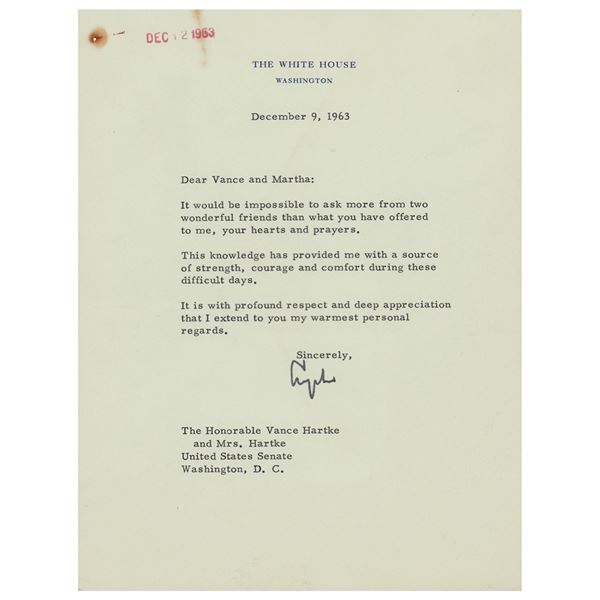 DEC 12 1963
THE WHITE HOUSE
WASHINGTON
December 9, 1963
Dear Vance and Martha:
It would be impossible to ask more from two
wonderful friends than what you have offered
to me, your hearts and prayers.
This knowledge has provided me with a source
of strength, courage and comfort during these
difficult days.
It is with profound respect and deep appreciation
that I extend to you my warmest personal
regards.
Sincerely,
The Honorable Vance Hartke
and Mrs. Hartke
United States Senate
Washington, D. C.